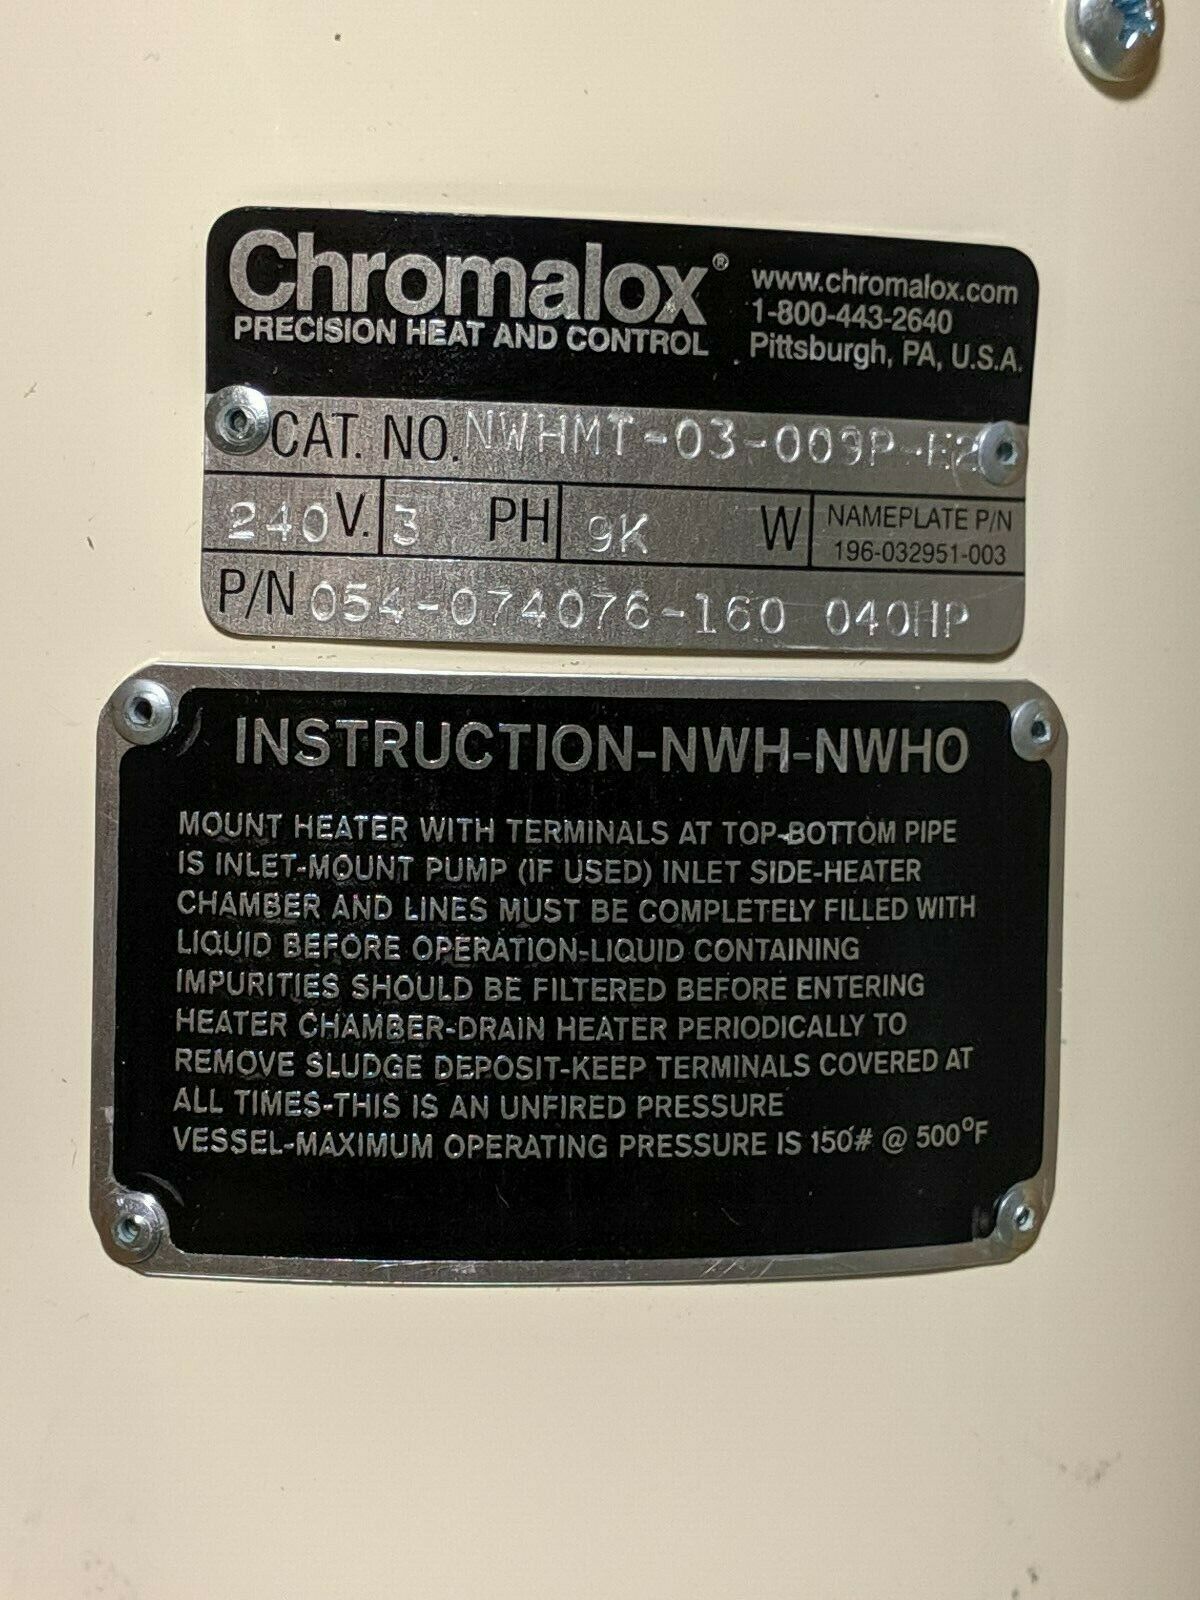 Chromalox®
PRECISION HEAT AND CONTROL
www.chromalox.com
1-800-443-2640
Pittsburgh, PA, U.S.A.
CAT. NO. NWHMT-03-009P-E2
240 V. 3 PH 9K W
NAMEPLATE P/N
196-032951-003
P/N 054-074076-160 040HP
INSTRUCTION-NWH-NWHO
MOUNT HEATER WITH TERMINALS AT TOP-BOTTOM PIPE
IS INLET-MOUNT PUMP (IF USED) INLET SIDE-HEATER
CHAMBER AND LINES MUST BE COMPLETELY FILLED WITH
LIQUID BEFORE OPERATION-LIQUID CONTAINING
IMPURITIES SHOULD BE FILTERED BEFORE ENTERING
HEATER CHAMBER-DRAIN HEATER PERIODICALLY TO
REMOVE SLUDGE DEPOSIT-KEEP TERMINALS COVERED AT
ALL TIMES-THIS IS AN UNFIRED PRESSURE
VESSEL-MAXIMUM OPERATING PRESSURE IS 150# @ 500°F